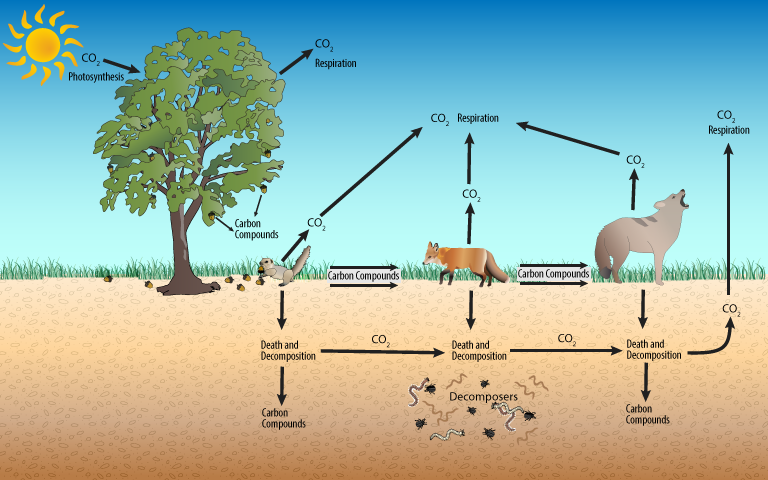 CO2
Photosynthesis
CO2
Respiration
CO2 Respiration
CO2
Respiration
CO2
CO2
CO2
Carbon
Compounds
Carbon Compounds
Carbon Compounds
CO2
Death and
Decomposition
CO2
Death and
Decomposition
CO2
Death and
Decomposition
Decomposers
Carbon
Compounds
Carbon
Compounds